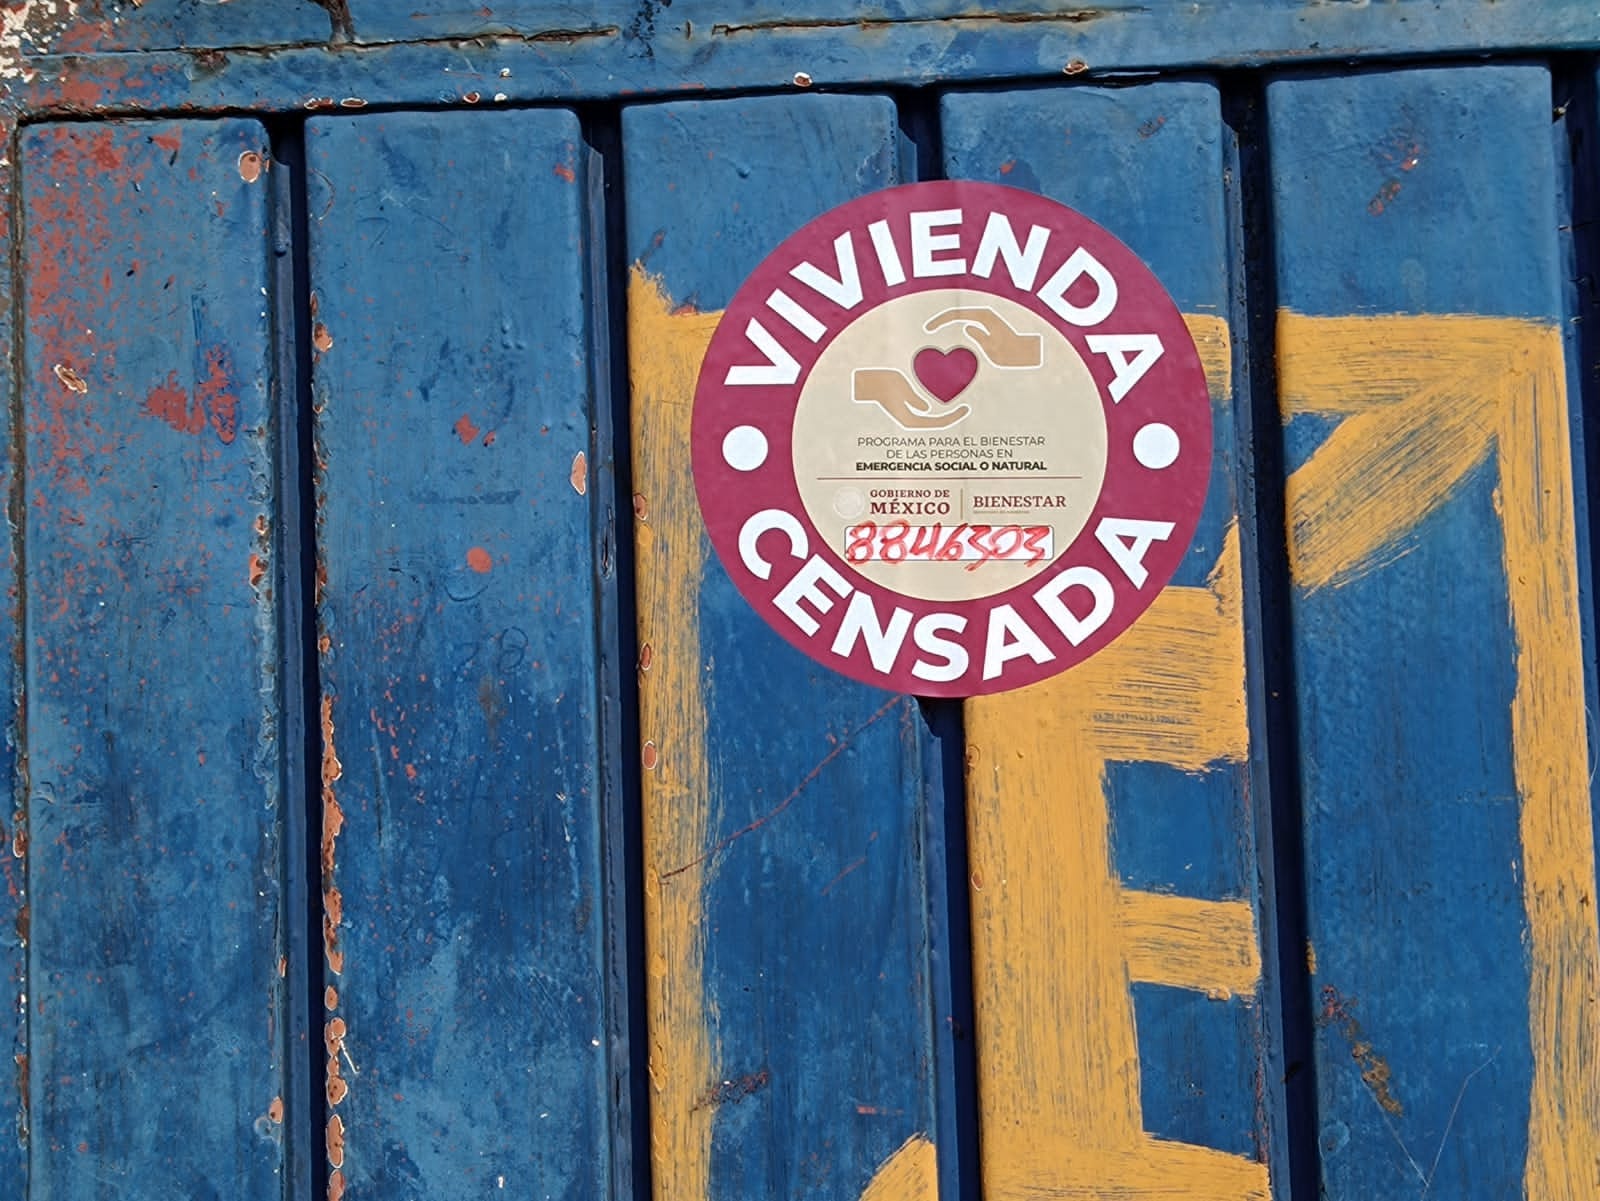 VIVIENDA
PROGRAMA PARA EL BIENESTAR
DE LAS PERSONAS EN
EMERGENCIA SOCIAL O NATURAL
GOBIERNO DE
MÉXICO
BIENESTAR
8846303
CENSADA